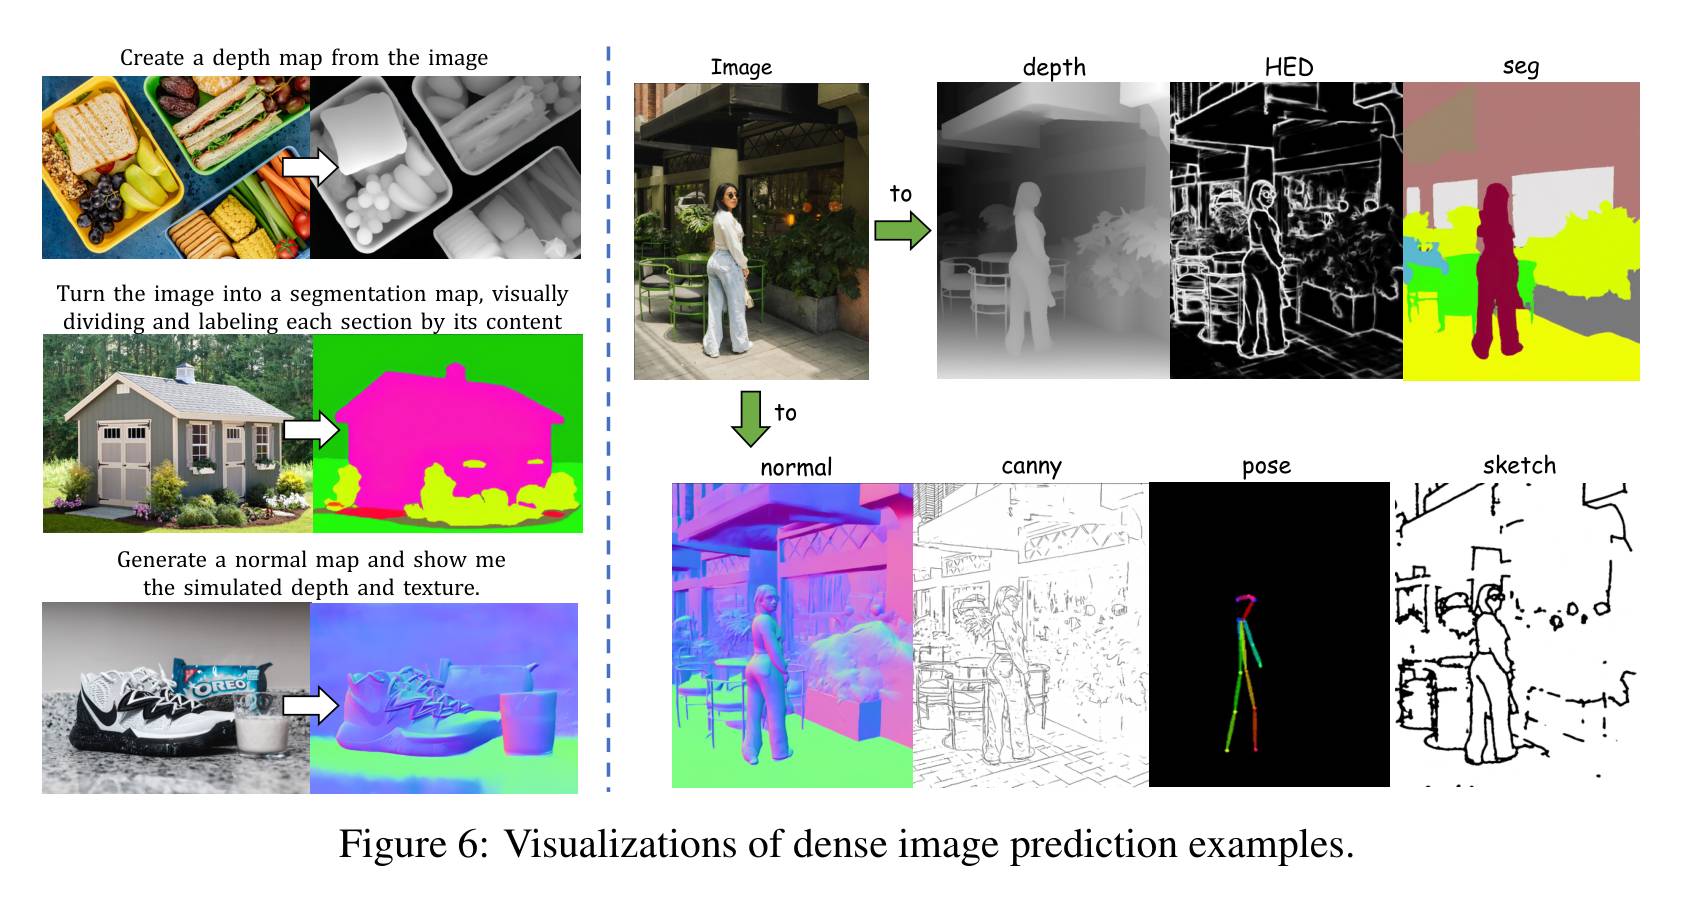 Create a depth map from the image
Turn the image into a segmentation map, visually
dividing and labeling each section by its content
Generate a normal map and show me
the simulated depth and texture.
OREO
Image
to
depth
HED
seg
to
normal
canny
pose
sketch
Figure 6: Visualizations of dense image prediction examples.